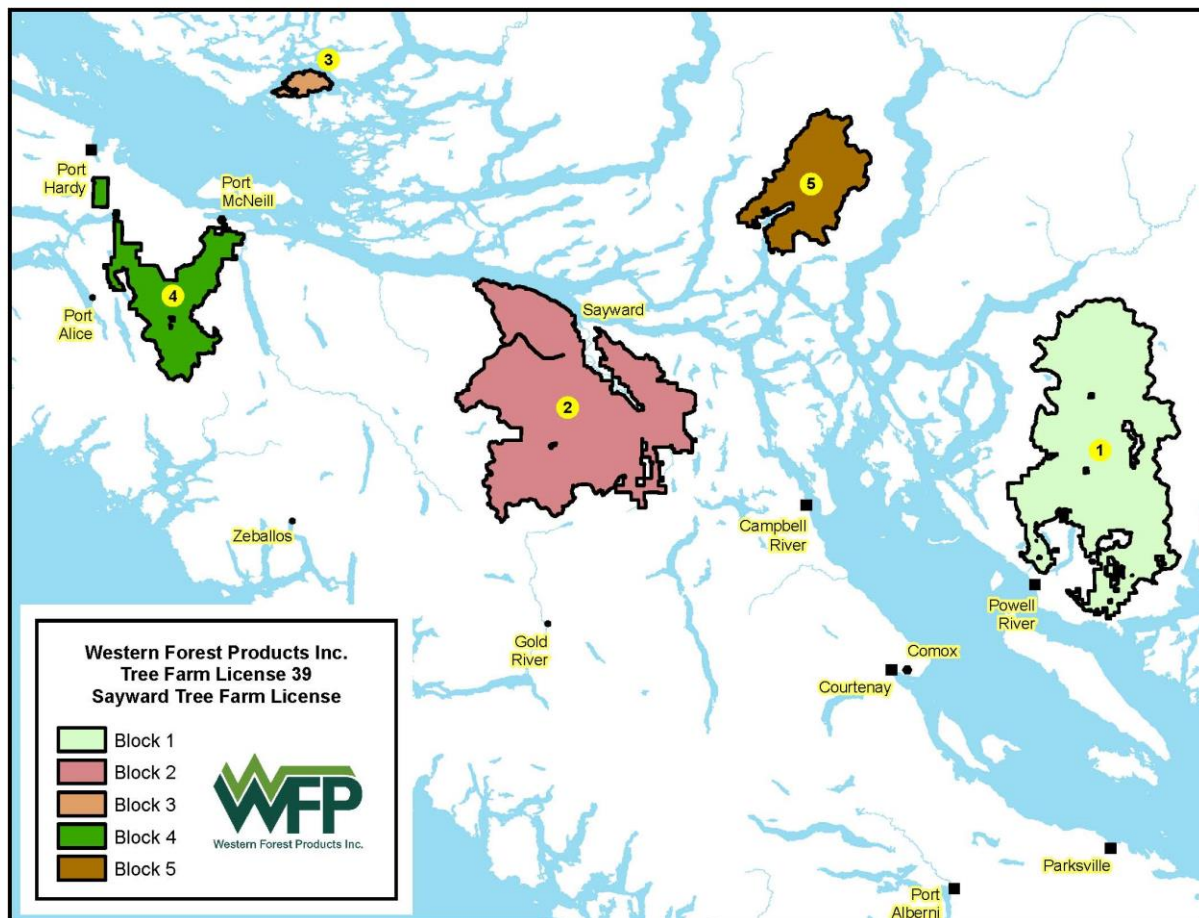 3
Port
Hardy
Port
McNeill
5
4
Port
Alice
Sayward
2
1
Zeballos
Campbell
River
Powell
River
Gold
River
Comox
Courtenay
Parksville
Port
Alberni
Western Forest Products Inc.
Tree Farm License 39
Sayward Tree Farm License
Block 1
Block 2
Block 3
Block 4
Block 5
WFP
Western Forest Products Inc.